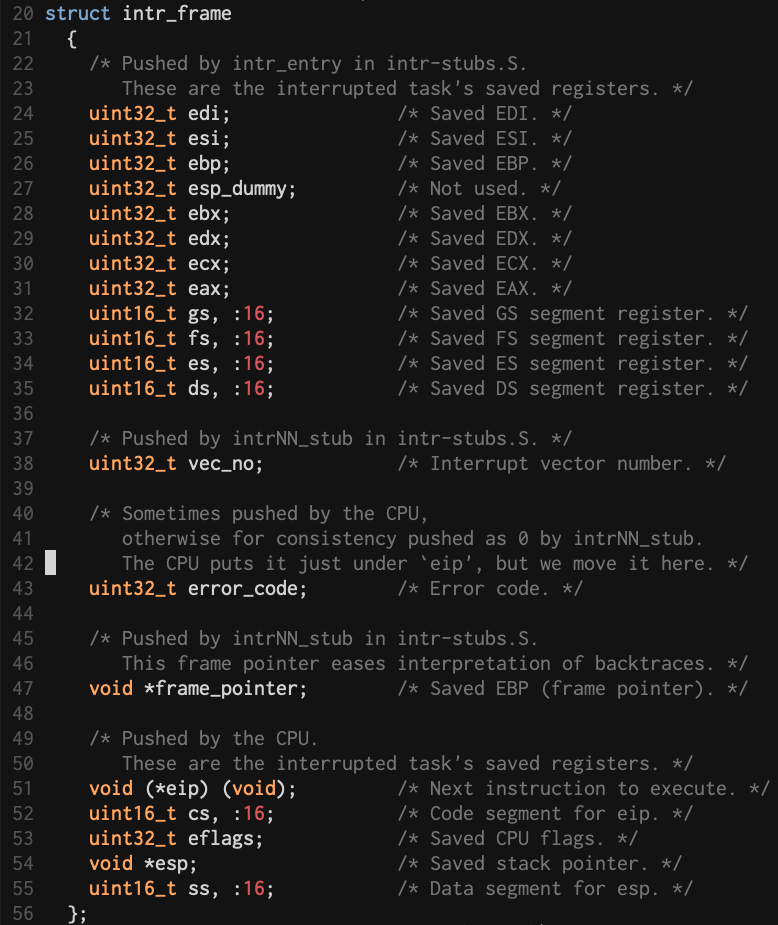 20 struct intr_frame
21   {
22     /* Pushed by intr_entry in intr-stubs.S.
23        These are the interrupted task's saved registers. */
24     uint32_t edi;               /* Saved EDI. */
25     uint32_t esi;               /* Saved ESI. */
26     uint32_t ebp;               /* Saved EBP. */
27     uint32_t esp_dummy;         /* Not used. */
28     uint32_t ebx;               /* Saved EBX. */
29     uint32_t edx;               /* Saved EDX. */
30     uint32_t ecx;               /* Saved ECX. */
31     uint32_t eax;               /* Saved EAX. */
32     uint16_t gs, :16;           /* Saved GS segment register. */
33     uint16_t fs, :16;           /* Saved FS segment register. */
34     uint16_t es, :16;           /* Saved ES segment register. */
35     uint16_t ds, :16;           /* Saved DS segment register. */
36
37     /* Pushed by intrNN_stub in intr-stubs.S. */
38     uint32_t vec_no;            /* Interrupt vector number. */
39
40     /* Sometimes pushed by the CPU,
41        otherwise for consistency pushed as 0 by intrNN_stub.
42        The CPU puts it just under `eip', but we move it here. */
43     uint32_t error_code;        /* Error code. */
44
45     /* Pushed by intrNN_stub in intr-stubs.S.
46        This frame pointer eases interpretation of backtraces. */
47     void *frame_pointer;        /* Saved EBP (frame pointer). */
48
49     /* Pushed by the CPU.
50        These are the interrupted task's saved registers. */
51     void (*eip) (void);         /* Next instruction to execute. */
52     uint16_t cs, :16;           /* Code segment for eip. */
53     uint32_t eflags;            /* Saved CPU flags. */
54     void *esp;                  /* Saved stack pointer. */
55     uint16_t ss, :16;           /* Data segment for esp. */
56   };